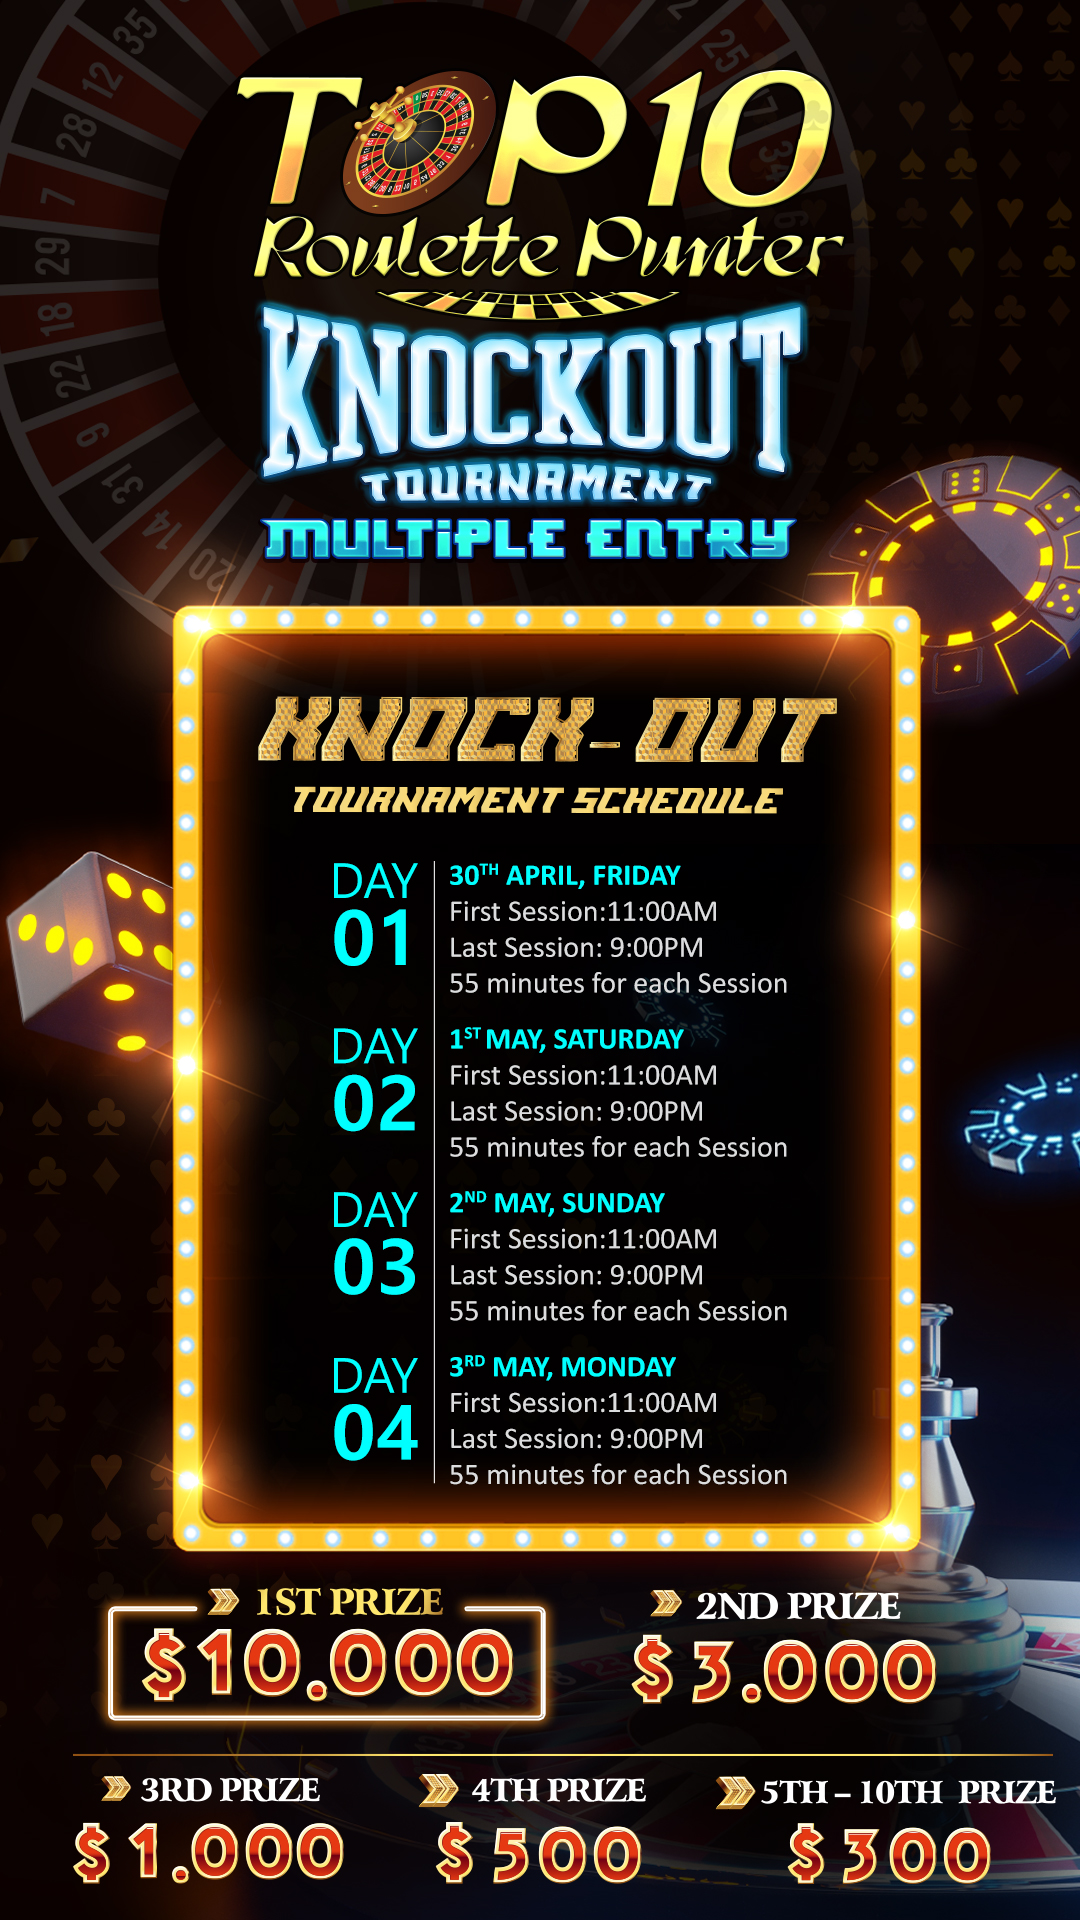 TOP 10
Roulette Punter
KNOCKOUT
TOURNAMENT
MULTiPLE ENTRY
KNOCK-OUT
TOURNAMENT SCHEDULE
DAY 01
30TH APRIL, FRIDAY
First Session:11:00AM
Last Session: 9:00PM
55 minutes for each Session
DAY 02
1ST MAY, SATURDAY
First Session:11:00AM
Last Session: 9:00PM
55 minutes for each Session
DAY 03
2ND MAY, SUNDAY
First Session:11:00AM
Last Session: 9:00PM
55 minutes for each Session
DAY 04
3RD MAY, MONDAY
First Session:11:00AM
Last Session: 9:00PM
55 minutes for each Session
1ST PRIZE
$10.000
2ND PRIZE
$3.000
3RD PRIZE
$1.000
4TH PRIZE
$500
5TH – 10TH PRIZE
$300